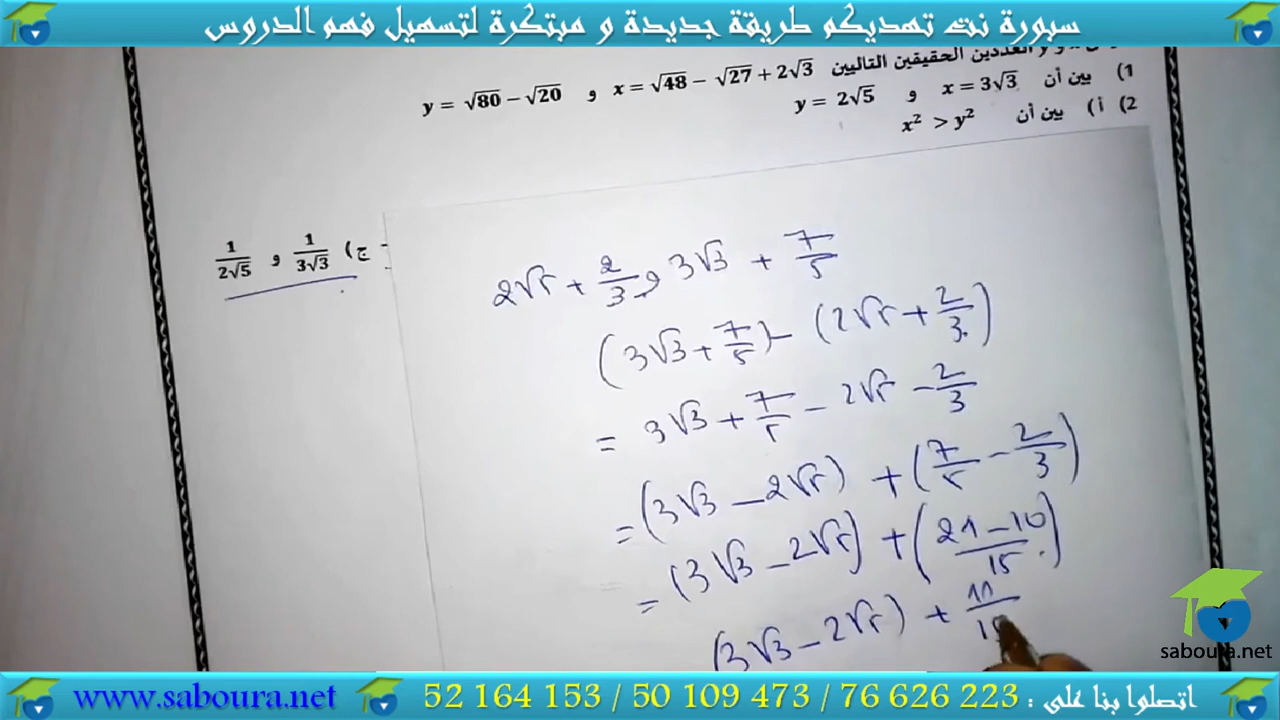 سبورة نت تهديكم طريقة جديدة و مبتكرة لتسهيل فهم الدروس
العددين الحقيقين التاليين x = √48 − √27 + 2√3 و y = √80 − √20
1) بين أن x = 3√3 و y = 2√5
2) أ) بين أن x² > y²
ج) 1/(3√3) و 1/(2√5)
2√5 + 2/3 و 3√3 + 7/5
(3√3 + 7/5) − (2√5 + 2/3)
= 3√3 + 7/5 − 2√5 − 2/3
= (3√3 − 2√5) + (7/5 − 2/3)
= (3√3 − 2√5) + (21 − 10/15)
(3√3 − 2√5) + 11/15
saboura.net
www.saboura.net اتصلوا بنا على : 76 626 223 / 50 109 473 / 52 164 153